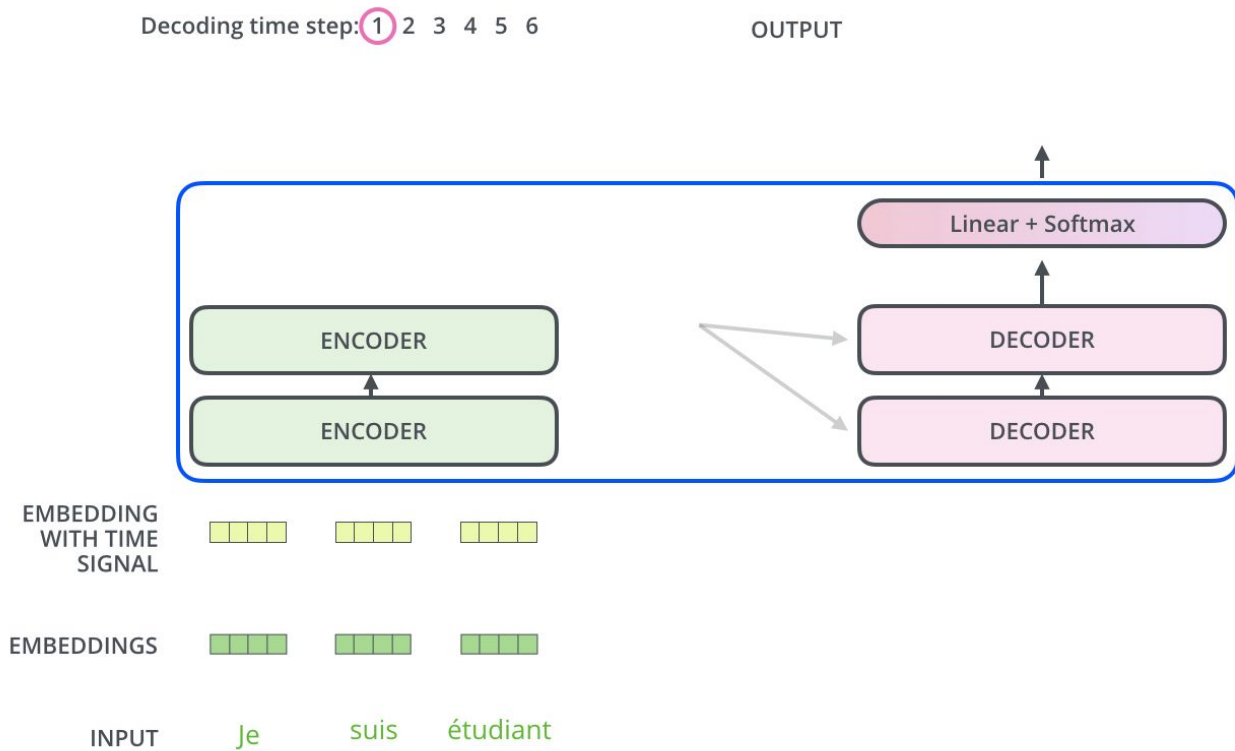 Decoding time step: 1 2 3 4 5 6
OUTPUT
Linear + Softmax
ENCODER
DECODER
ENCODER
DECODER
EMBEDDING
WITH TIME
SIGNAL
EMBEDDINGS
INPUT Je suis étudiant